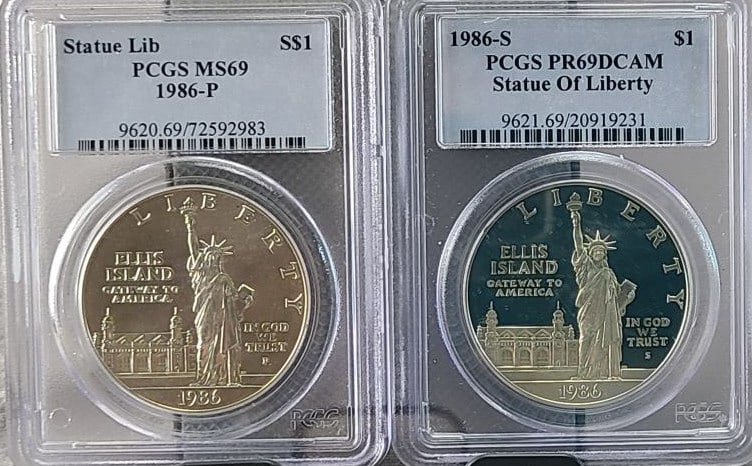 Statue Lib S$1
PCGS MS69
1986-P
9620.69/72592983
LIBERTY
ELLIS
ISLAND
GATEWAY TO
AMERICA
IN GOD
WE
TRUST
P
1986
PCGS
1986-S $1
PCGS PR69DCAM
Statue Of Liberty
9621.69/20919231
LIBERTY
ELLIS
ISLAND
GATEWAY TO
AMERICA
IN GOD
WE
TRUST
S
1986
PCGS